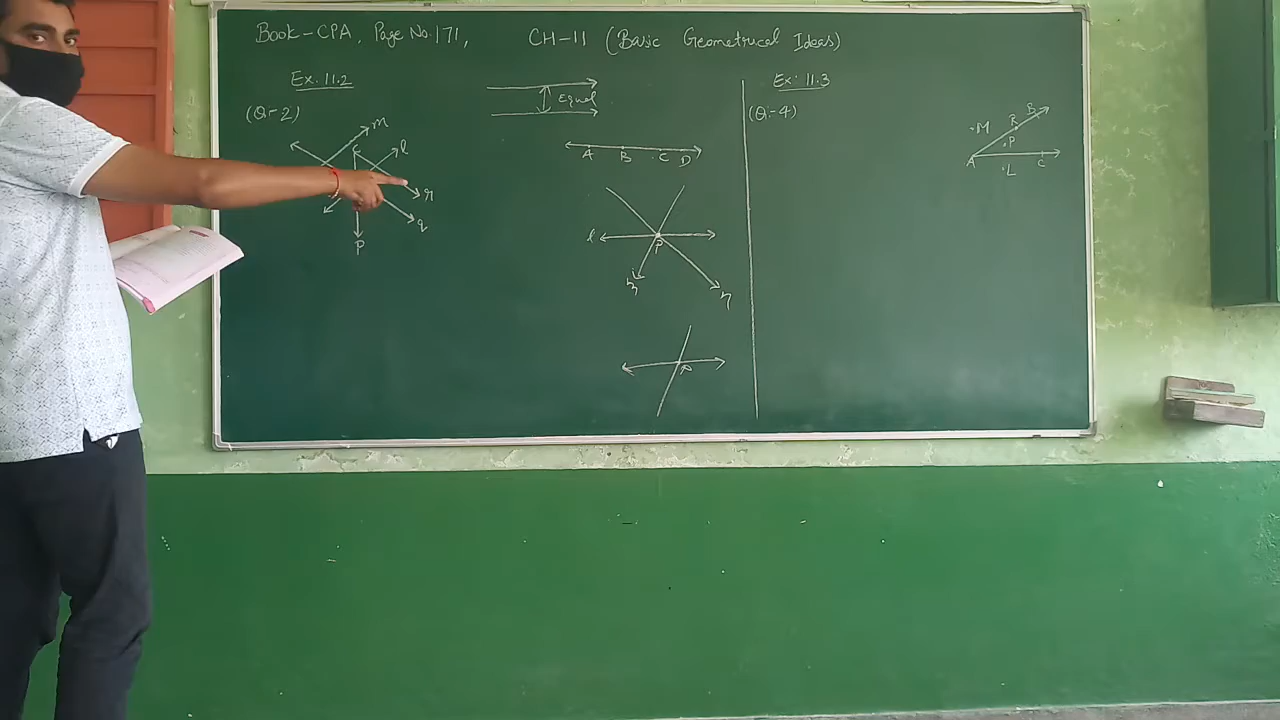 Book-CPA, Page No.171, CH-11 (Basic Geometrical Ideas)
Ex. 11.2
(Q-2)
m
l
r
q
p
Equal
A B C D
l
P
m
n
P
Ex. 11.3
(Q-4)
M R B
P
A L C